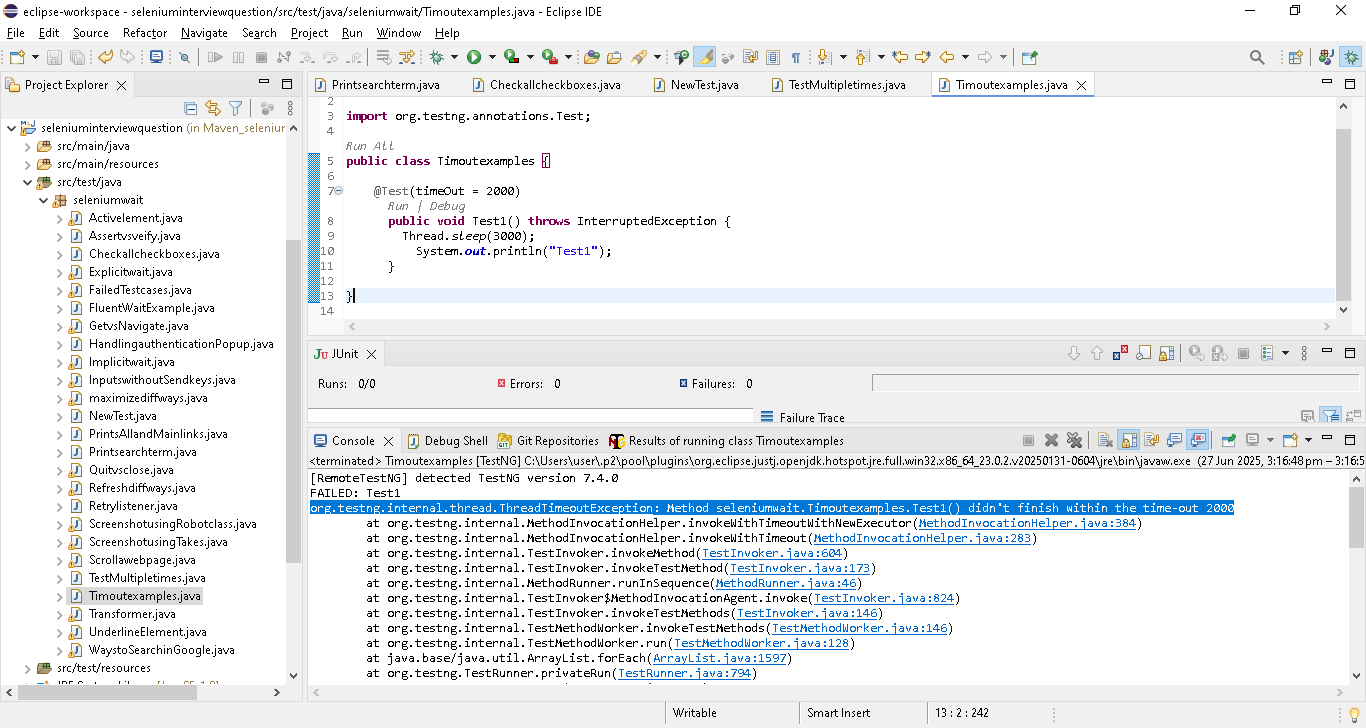 eclipse-workspace - seleniuminterviewquestion/src/test/java/seleniumwait/Timoutexamples.java - Eclipse IDE
File Edit Source Refactor Navigate Search Project Run Window Help
Project Explorer
seleniuminterviewquestion (in Maven_seleniur
src/main/java
src/main/resources
src/test/java
seleniumwait
Activelement.java
Assertvsveify.java
Checkallcheckboxes.java
Explicitwait.java
FailedTestcases.java
FluentWaitExample.java
GetvsNavigate.java
HandlingauthenticationPopup.java
Implicitwait.java
InputswithoutSendkeys.java
maximizediffways.java
NewTest.java
PrintsAllandMainlinks.java
Printsearchterm.java
Quitvsclose.java
Refreshdiffways.java
Retrylistener.java
ScreenshotusingRobotclass.java
ScreenshotusingTakes.java
Scrollawebpage.java
TestMultipletimes.java
Timoutexamples.java
Transformer.java
UnderlineElement.java
WaystoSearchinGoogle.java
src/test/resources
Printsearchterm.java Checkallcheckboxes.java NewTest.java TestMultipletimes.java Timoutexamples.java
2
3 import org.testng.annotations.Test;
4
Run All
5 public class Timoutexamples {
6
7 @Test(timeOut = 2000)
Run | Debug
8 public void Test1() throws InterruptedException {
9 Thread.sleep(3000);
10 System.out.println("Test1");
11 }
12
13 }
14
JUnit
Runs: 0/0 Errors: 0 Failures: 0
Failure Trace
Console Debug Shell Git Repositories Results of running class Timoutexamples
<terminated> Timoutexamples [TestNG] C:\Users\user\.p2\pool\plugins\org.eclipse.justj.openjdk.hotspot.jre.full.win32.x86_64_23.0.2.v20250131-0604\jre\bin\javaw.exe (27 Jun 2025, 3:16:48 pm – 3:16:5
[RemoteTestNG] detected TestNG version 7.4.0
FAILED: Test1
org.testng.internal.thread.ThreadTimeoutException: Method seleniumwait.Timoutexamples.Test1() didn't finish within the time-out 2000
at org.testng.internal.MethodInvocationHelper.invokeWithTimeoutWithNewExecutor(MethodInvocationHelper.java:384)
at org.testng.internal.MethodInvocationHelper.invokeWithTimeout(MethodInvocationHelper.java:283)
at org.testng.internal.TestInvoker.invokeMethod(TestInvoker.java:604)
at org.testng.internal.TestInvoker.invokeTestMethod(TestInvoker.java:173)
at org.testng.internal.MethodRunner.runInSequence(MethodRunner.java:46)
at org.testng.internal.TestInvoker$MethodInvocationAgent.invoke(TestInvoker.java:824)
at org.testng.internal.TestInvoker.invokeTestMethods(TestInvoker.java:146)
at org.testng.internal.TestMethodWorker.invokeTestMethods(TestMethodWorker.java:146)
at org.testng.internal.TestMethodWorker.run(TestMethodWorker.java:128)
at java.base/java.util.ArrayList.forEach(ArrayList.java:1597)
at org.testng.TestRunner.privateRun(TestRunner.java:794)
Writable Smart Insert 13 : 2 : 242